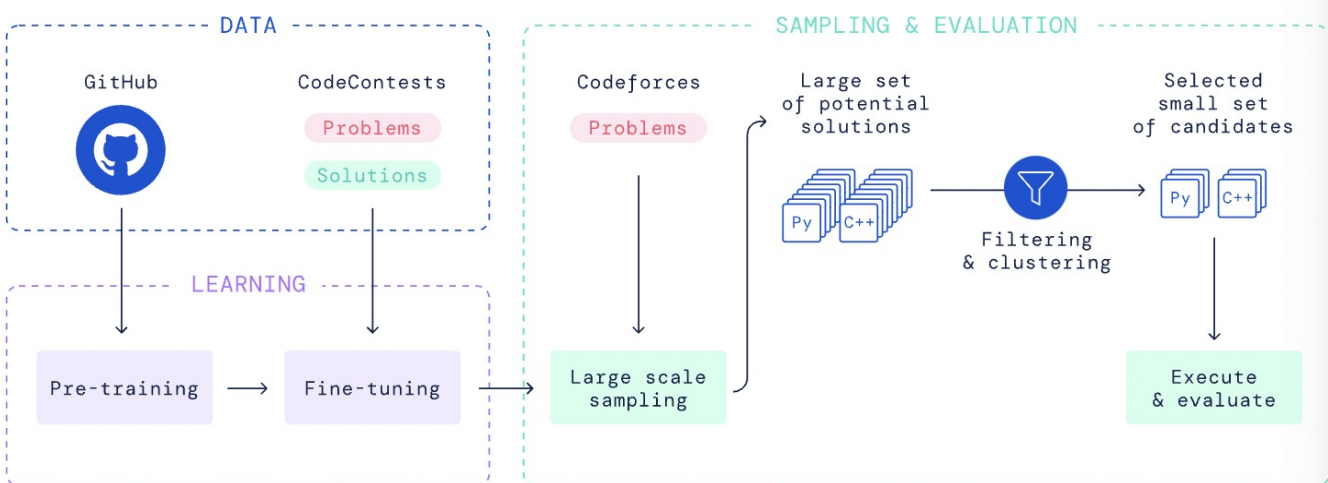 DATA
GitHub
CodeContests
Problems
Solutions
LEARNING
Pre-training
Fine-tuning
SAMPLING & EVALUATION
Codeforces
Problems
Large scale
sampling
Large set
of potential
solutions
Py
C++
Filtering
& clustering
Selected
small set
of candidates
Py
C++
Execute
& evaluate